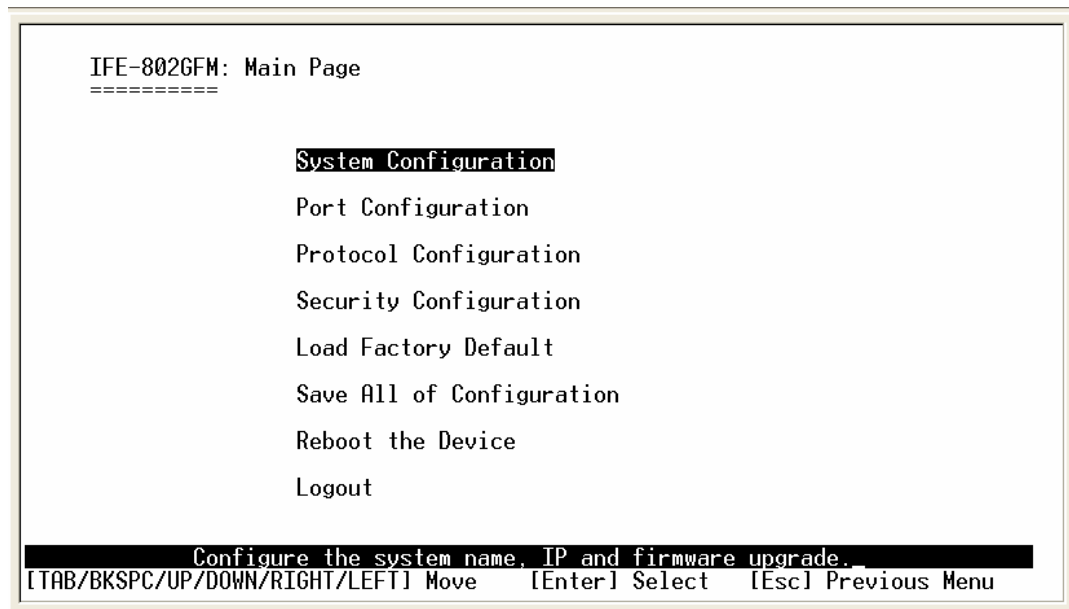 IFE-802GFM: Main Page
==========
System Configuration
Port Configuration
Protocol Configuration
Security Configuration
Load Factory Default
Save All of Configuration
Reboot the Device
Logout
Configure the system name, IP and firmware upgrade._
[TAB/BKSPC/UP/DOWN/RIGHT/LEFT] Move [Enter] Select [Esc] Previous Menu